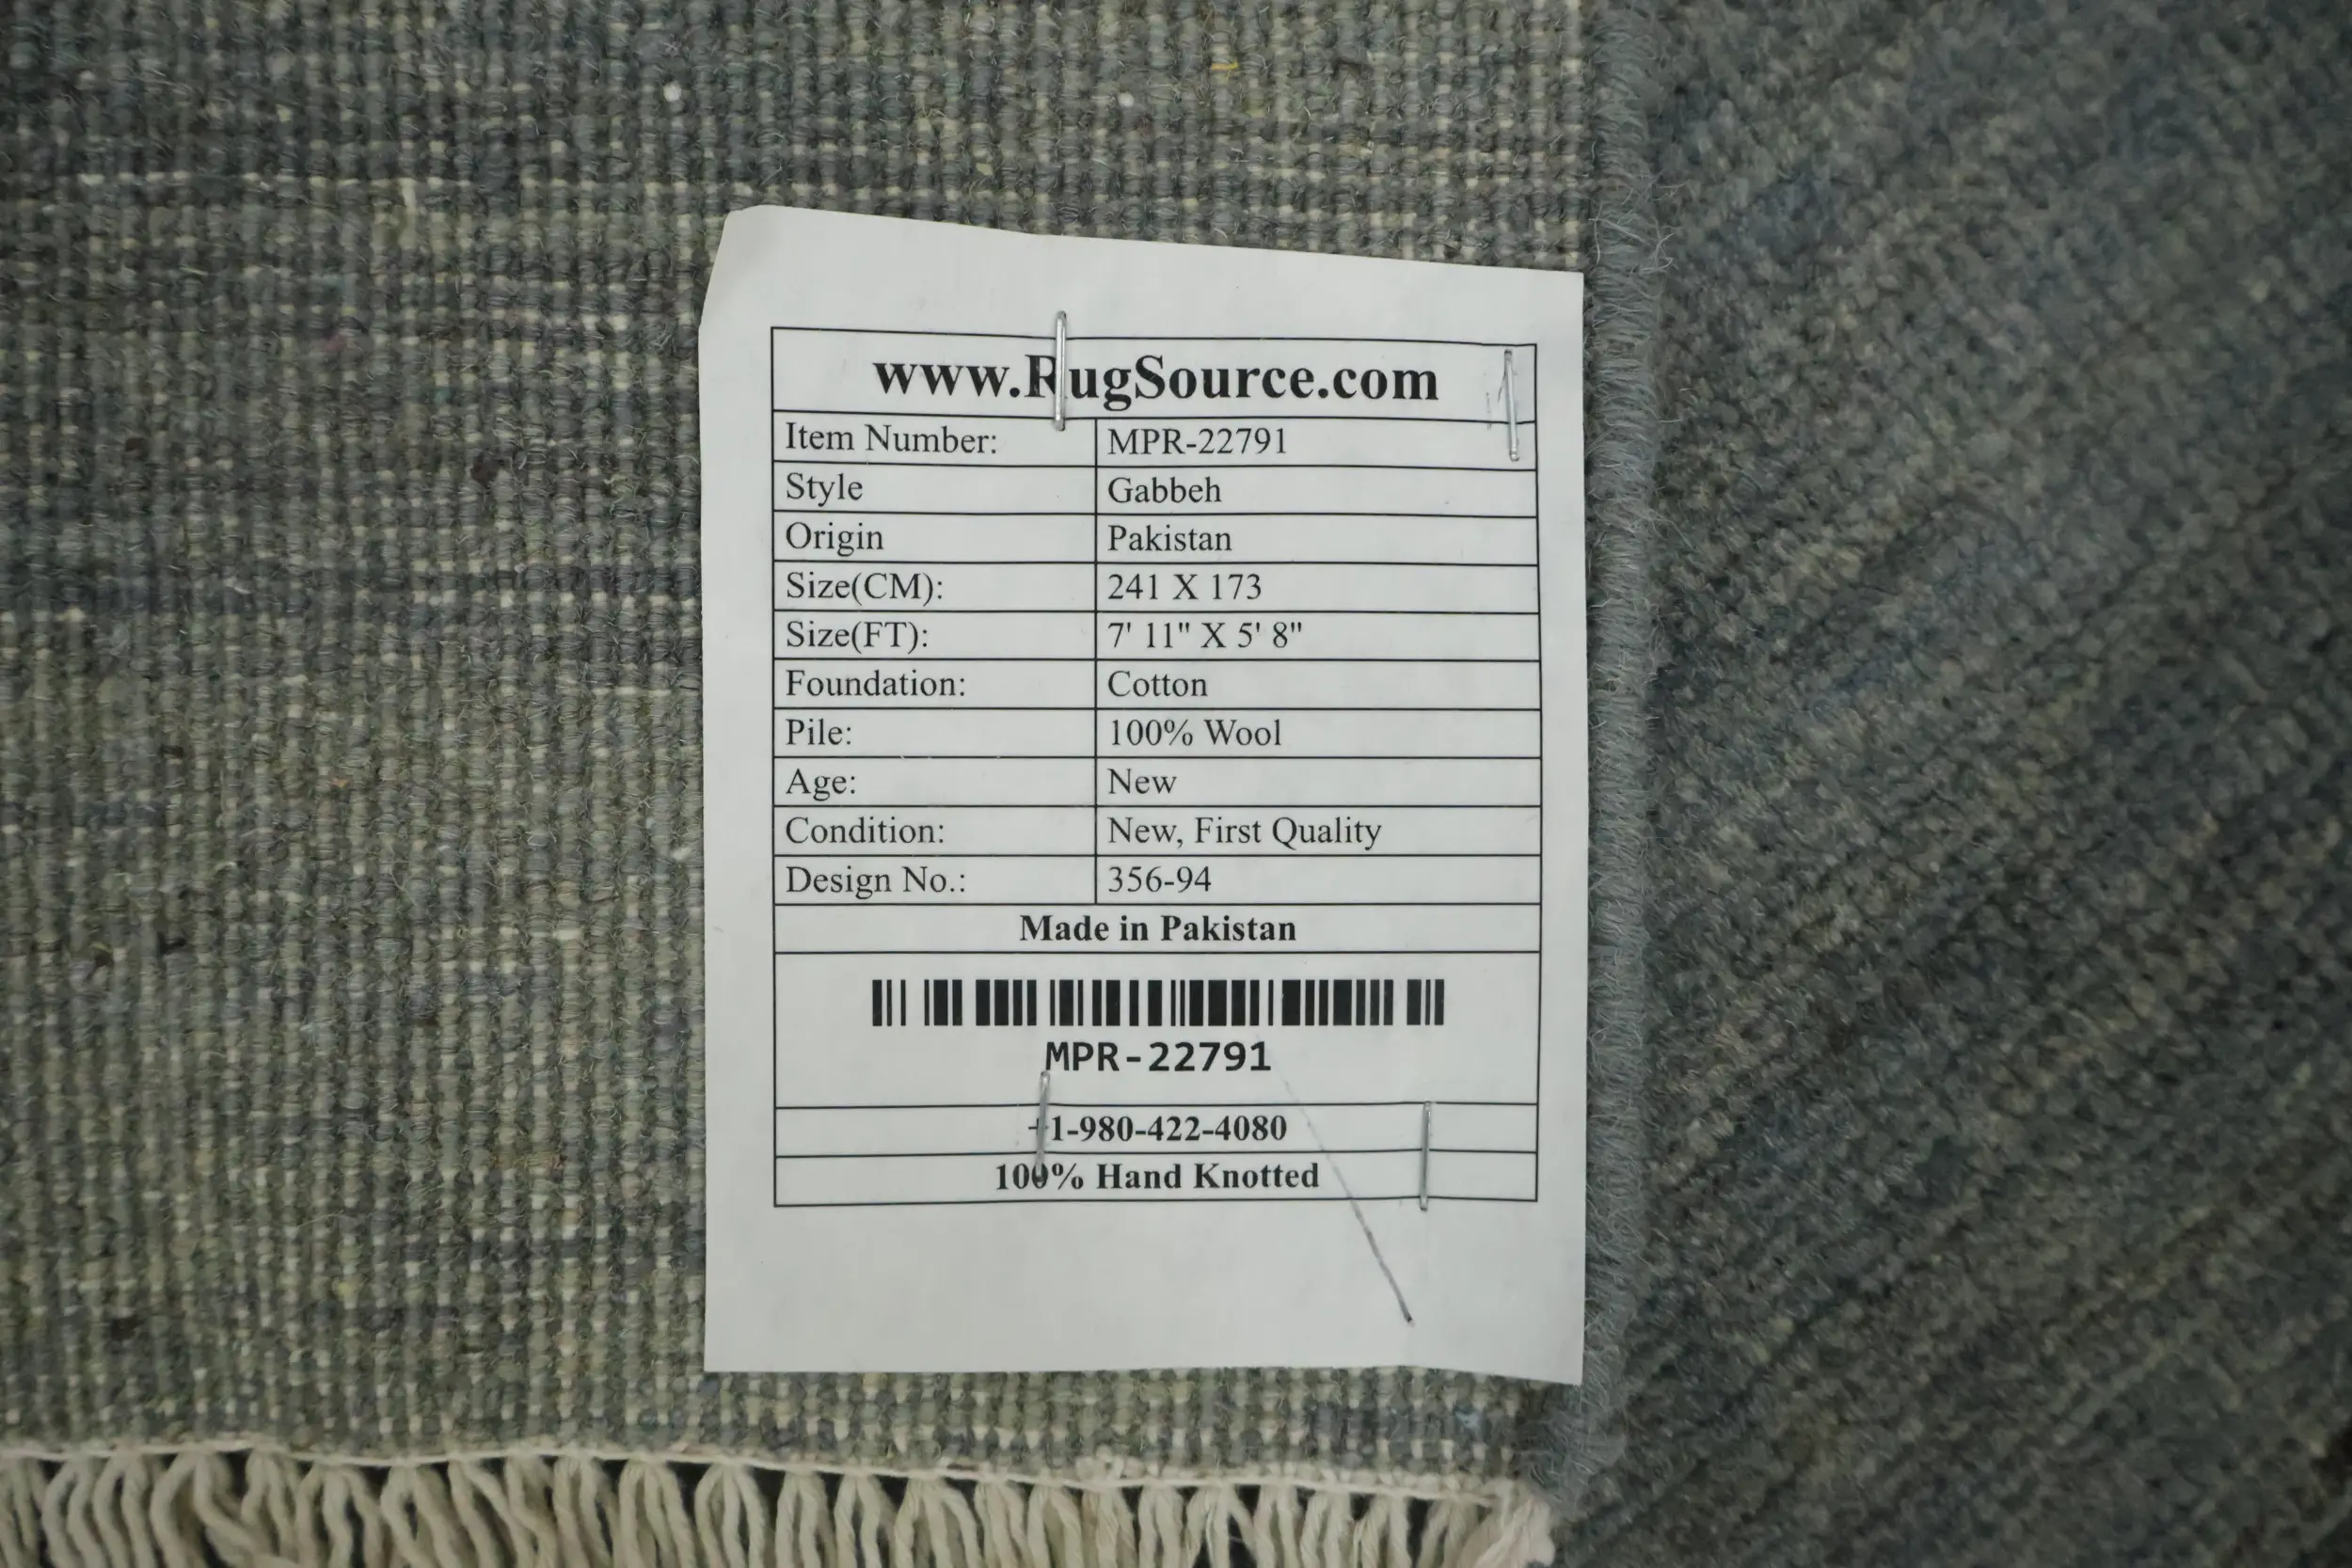 www.RugSource.com
Item Number: MPR-22791
Style Gabbeh
Origin Pakistan
Size(CM): 241 X 173
Size(FT): 7' 11" X 5' 8"
Foundation: Cotton
Pile: 100% Wool
Age: New
Condition: New, First Quality
Design No.: 356-94
Made in Pakistan
MPR-22791
+1-980-422-4080
100% Hand Knotted